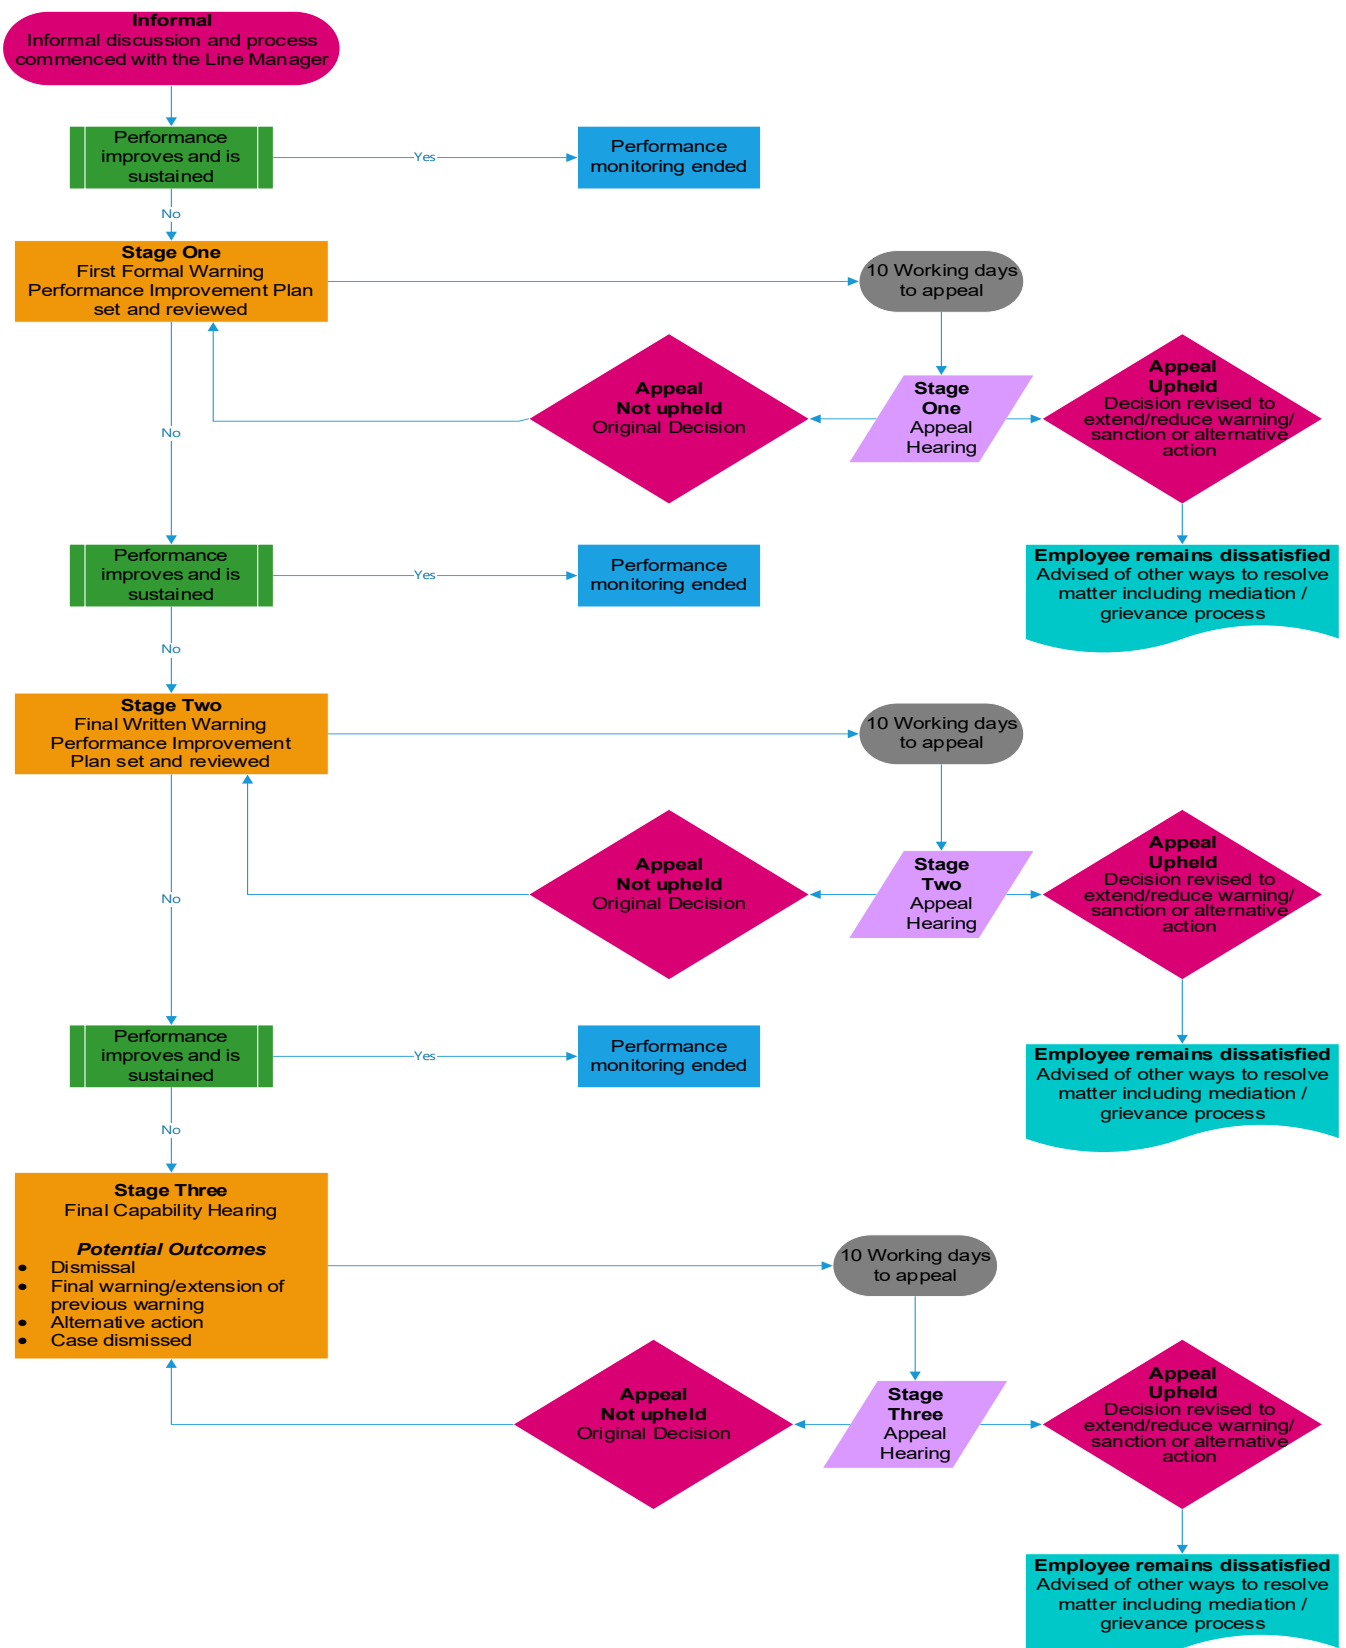 Informal
Informal discussion and process
commenced with the Line Manager
Performance
improves and is
sustained
Yes
Performance
monitoring ended
No
Stage One
First Formal Warning
Performance Improvement Plan
set and reviewed
10 Working days
to appeal
Appeal
Not upheld
Original Decision
Stage
One
Appeal
Hearing
Appeal
Upheld
Decision revised to
extend/reduce warning/
sanction or alternative
action
No
Performance
improves and is
sustained
Yes
Performance
monitoring ended
Employee remains dissatisfied
Advised of other ways to resolve
matter including mediation /
grievance process
No
Stage Two
Final Written Warning
Performance Improvement
Plan set and reviewed
10 Working days
to appeal
Appeal
Not upheld
Original Decision
Stage
Two
Appeal
Hearing
Appeal
Upheld
Decision revised to
extend/reduce warning/
sanction or alternative
action
No
Performance
improves and is
sustained
Yes
Performance
monitoring ended
Employee remains dissatisfied
Advised of other ways to resolve
matter including mediation /
grievance process
No
Stage Three
Final Capability Hearing
Potential Outcomes
● Dismissal
● Final warning/extension of
previous warning
● Alternative action
● Case dismissed
10 Working days
to appeal
Appeal
Not upheld
Original Decision
Stage
Three
Appeal
Hearing
Appeal
Upheld
Decision revised to
extend/reduce warning/
sanction or alternative
action
Employee remains dissatisfied
Advised of other ways to resolve
matter including mediation /
grievance process